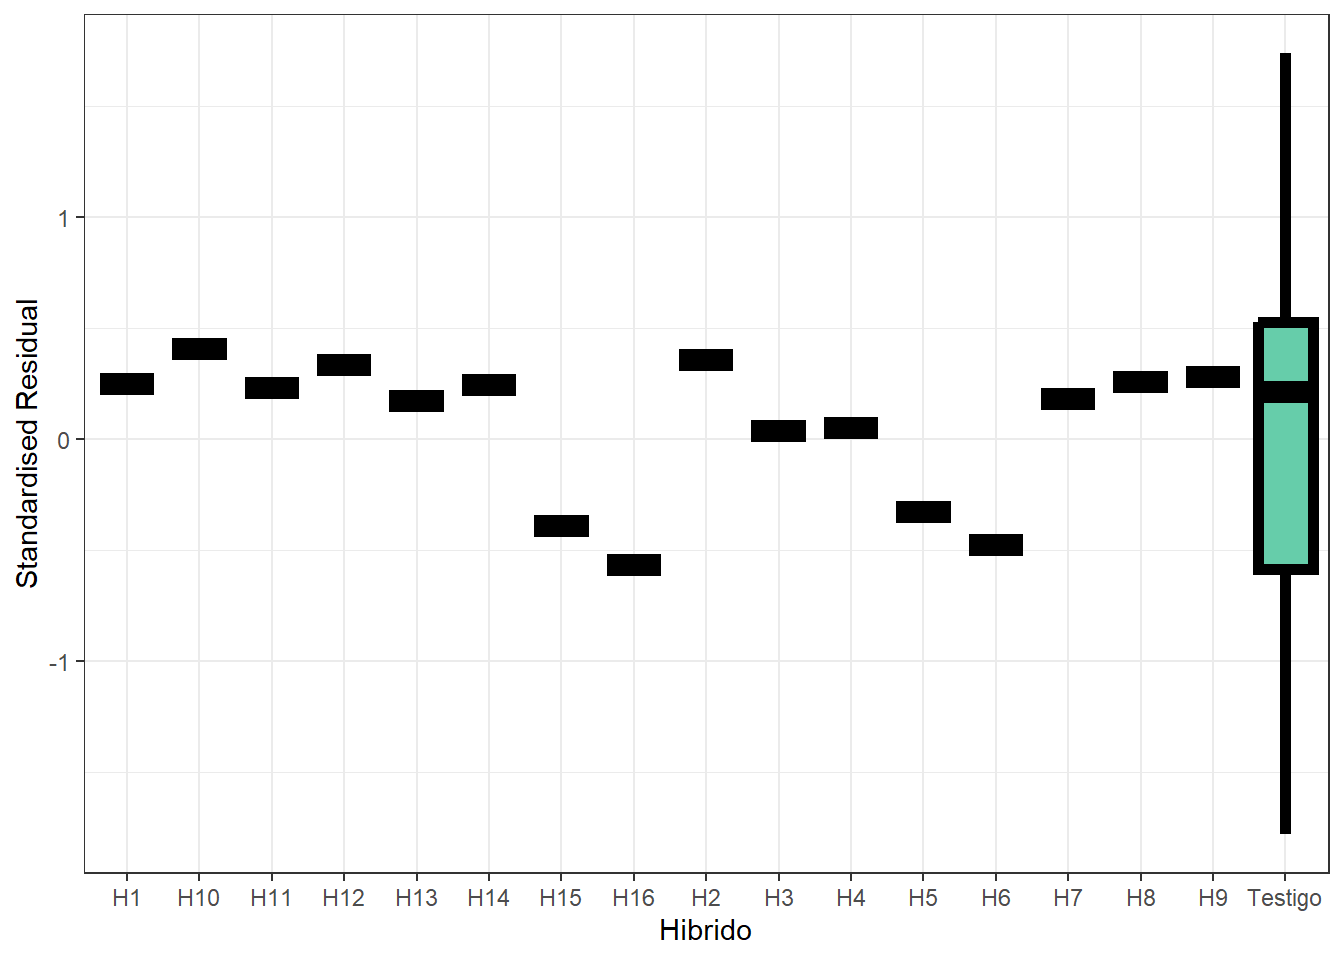 Standardised Residual
1
0
-1
H1 H10 H11 H12 H13 H14 H15 H16 H2 H3 H4 H5 H6 H7 H8 H9 Testigo
Hibrido